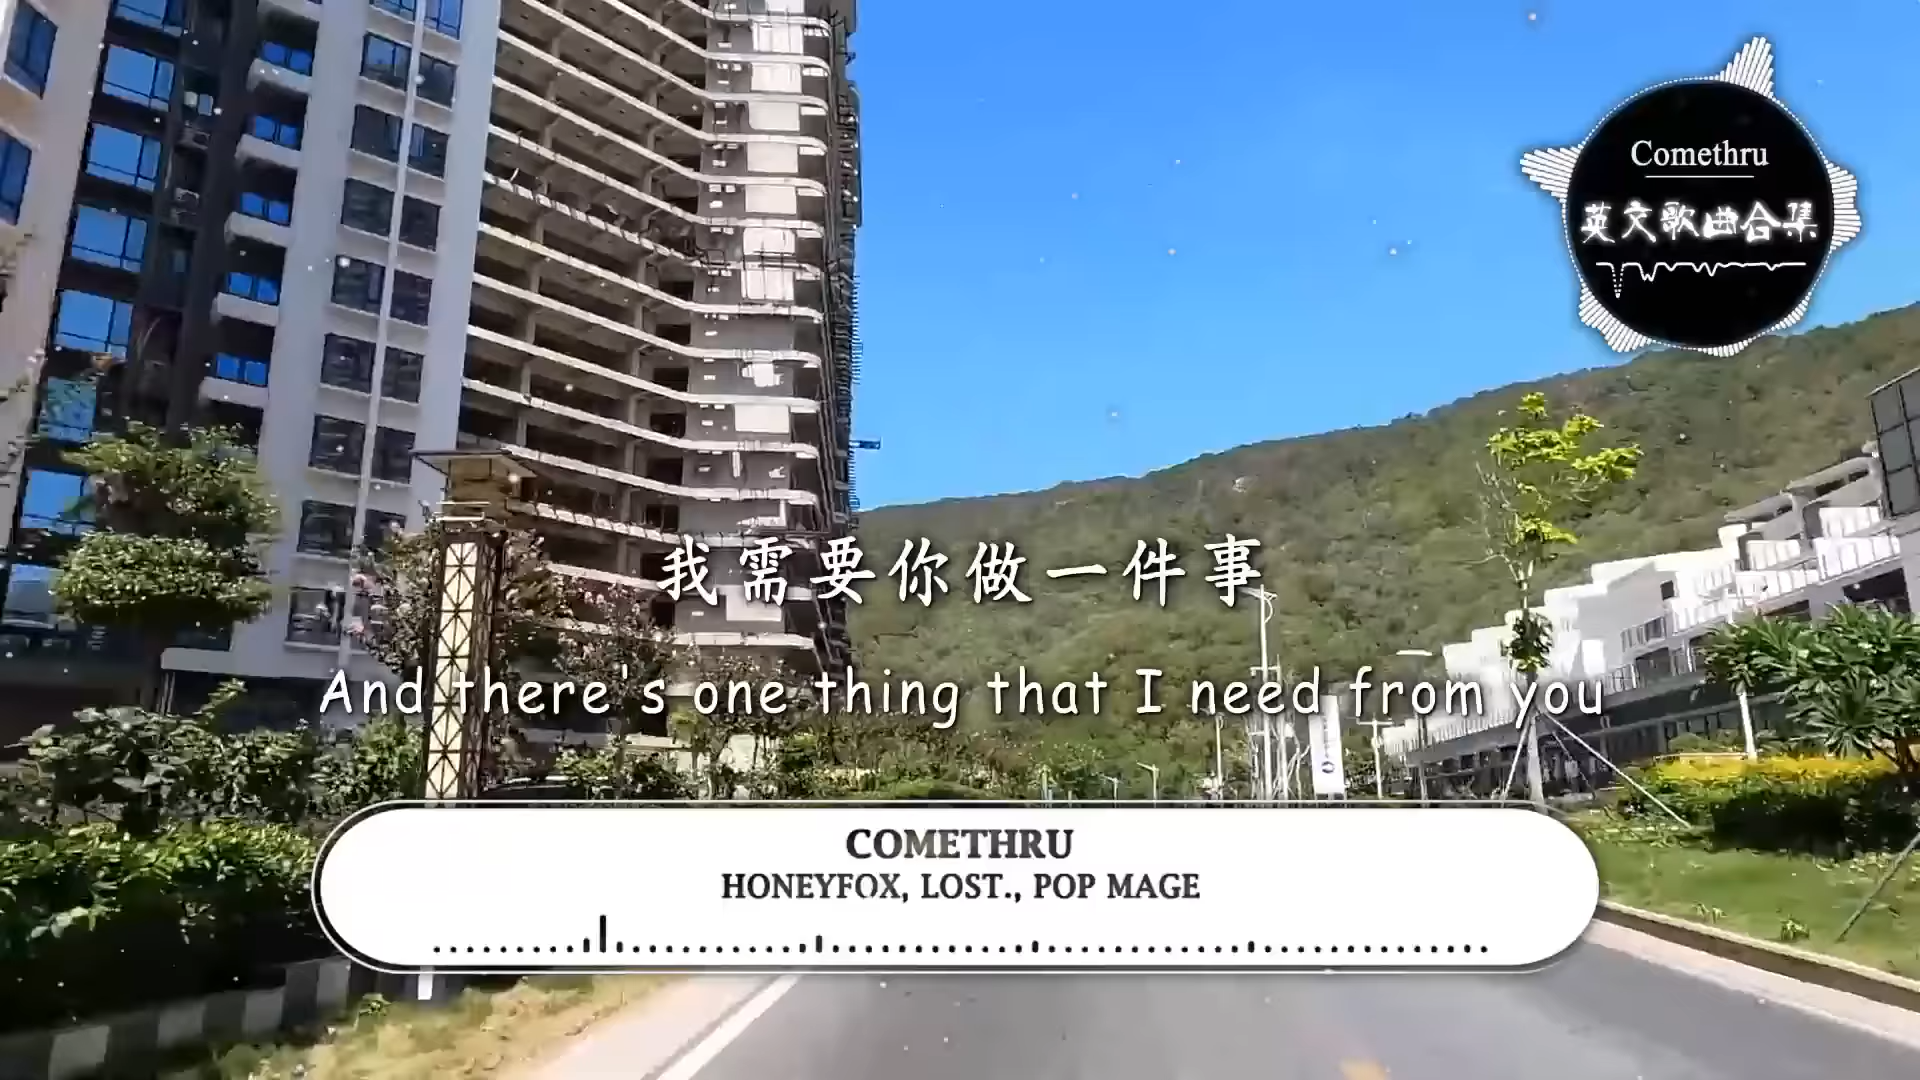 Comethru
英文歌曲合集
我需要你做一件事
And there's one thing that I need from you
COMETHRU
HONEYFOX, LOST., POP MAGE